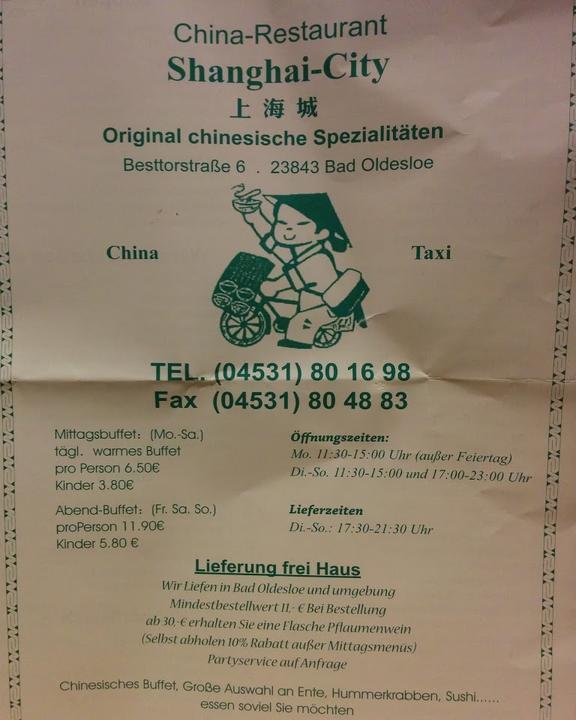 China-Restaurant
Shanghai-City
上海城
Original chinesische Spezialitäten
Besttorstraße 6 . 23843 Bad Oldesloe
China Taxi
TEL. (04531) 80 16 98
Fax (04531) 80 48 83
Mittagsbuffet: (Mo.-Sa.)
tägl. warmes Buffet
pro Person 6.50€
Kinder 3.80€
Abend-Buffet: (Fr. Sa. So.)
proPerson 11.90€
Kinder 5.80 €
Öffnungszeiten:
Mo. 11:30-15:00 Uhr (außer Feiertag)
Di.-So. 11:30-15:00 und 17:00-23:00 Uhr
Lieferzeiten
Di.-So.: 17:30-21:30 Uhr
Lieferung frei Haus
Wir Liefen in Bad Oldesloe und umgebung
Mindestbestellwert 11,- € Bei Bestellung
ab 30,-€ erhalten Sie eine Flasche Pflaumenwein
(Selbst abholen 10% Rabatt außer Mittagsmenüs)
Partyservice auf Anfrage
Chinesisches Buffet, Große Auswahl an Ente, Hummerkrabben, Sushi......
essen soviel Sie möchten